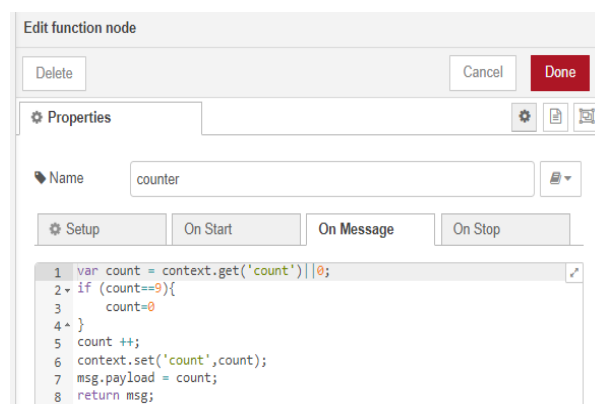 Edit function node
Delete Cancel Done
Properties
Name counter
Setup On Start On Message On Stop
1 var count = context.get('count')||0;
2 if (count==9){
3 count=0
4 }
5 count ++;
6 context.set('count',count);
7 msg.payload = count;
8 return msg;